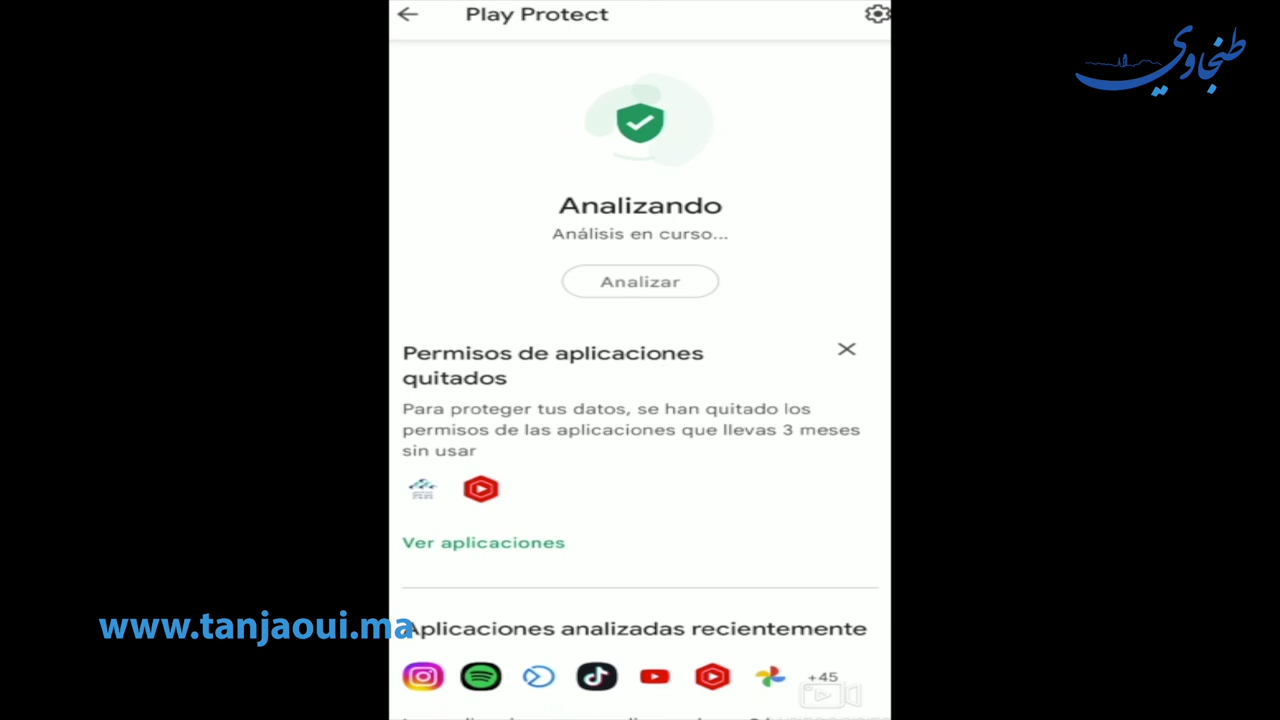 Play Protect
طنجاوي
Analizando
Análisis en curso...
Analizar
Permisos de aplicaciones
quitados
Para proteger tus datos, se han quitado los
permisos de las aplicaciones que llevas 3 meses
sin usar
Ver aplicaciones
www.tanjaoui.ma
Aplicaciones analizadas recientemente
+45